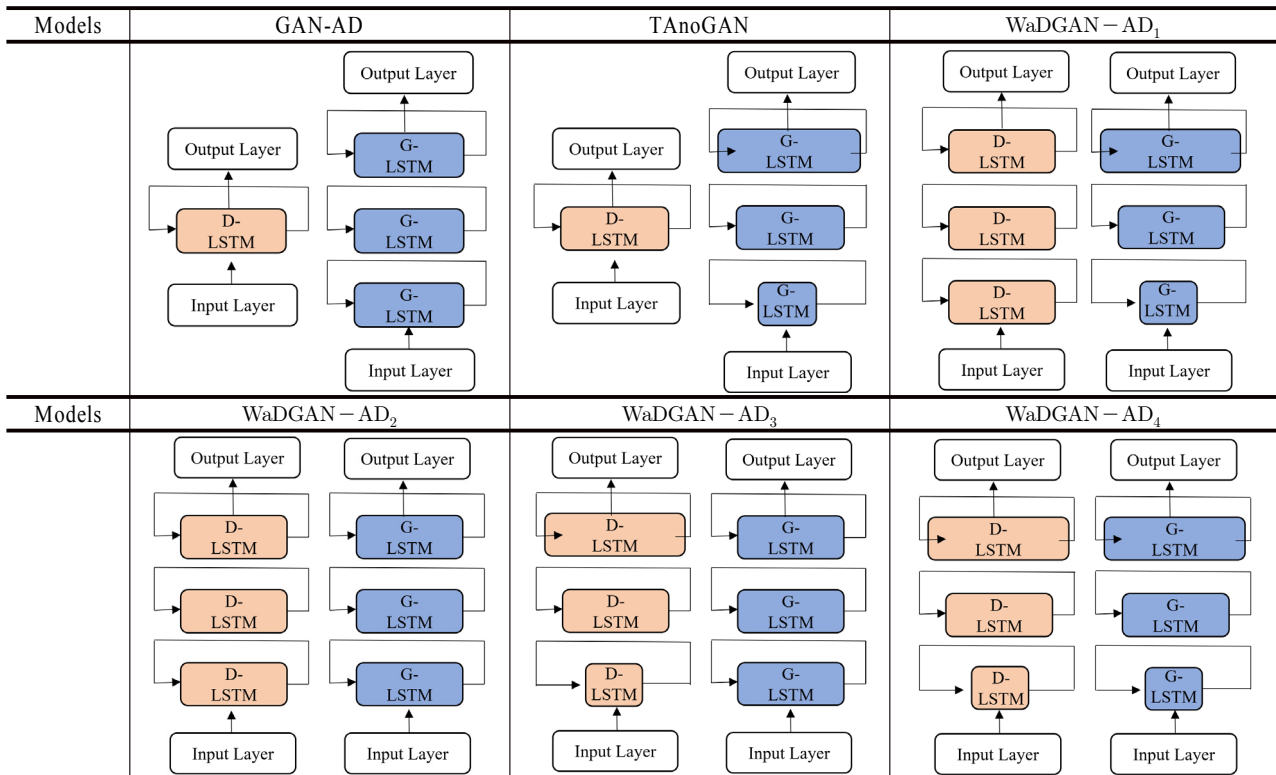 Models GAN-AD TAnoGAN WaDGAN－AD₁
Output Layer
Output Layer
G-
LSTM
Output Layer
D-
LSTM
G-
LSTM
Input Layer
G-
LSTM
Input Layer
Output Layer
G-
LSTM
Output Layer
D-
LSTM
G-
LSTM
Input Layer
G-
LSTM
Input Layer
Output Layer Output Layer
D- G-
LSTM LSTM
D- G-
LSTM LSTM
D- G-
LSTM LSTM
Input Layer Input Layer
Models WaDGAN－AD₂ WaDGAN－AD₃ WaDGAN－AD₄
Output Layer Output Layer
D- G-
LSTM LSTM
D- G-
LSTM LSTM
D- G-
LSTM LSTM
Input Layer Input Layer
Output Layer Output Layer
D- G-
LSTM LSTM
D- G-
LSTM LSTM
D- G-
LSTM LSTM
Input Layer Input Layer
Output Layer Output Layer
D- G-
LSTM LSTM
D- G-
LSTM LSTM
D- G-
LSTM LSTM
Input Layer Input Layer